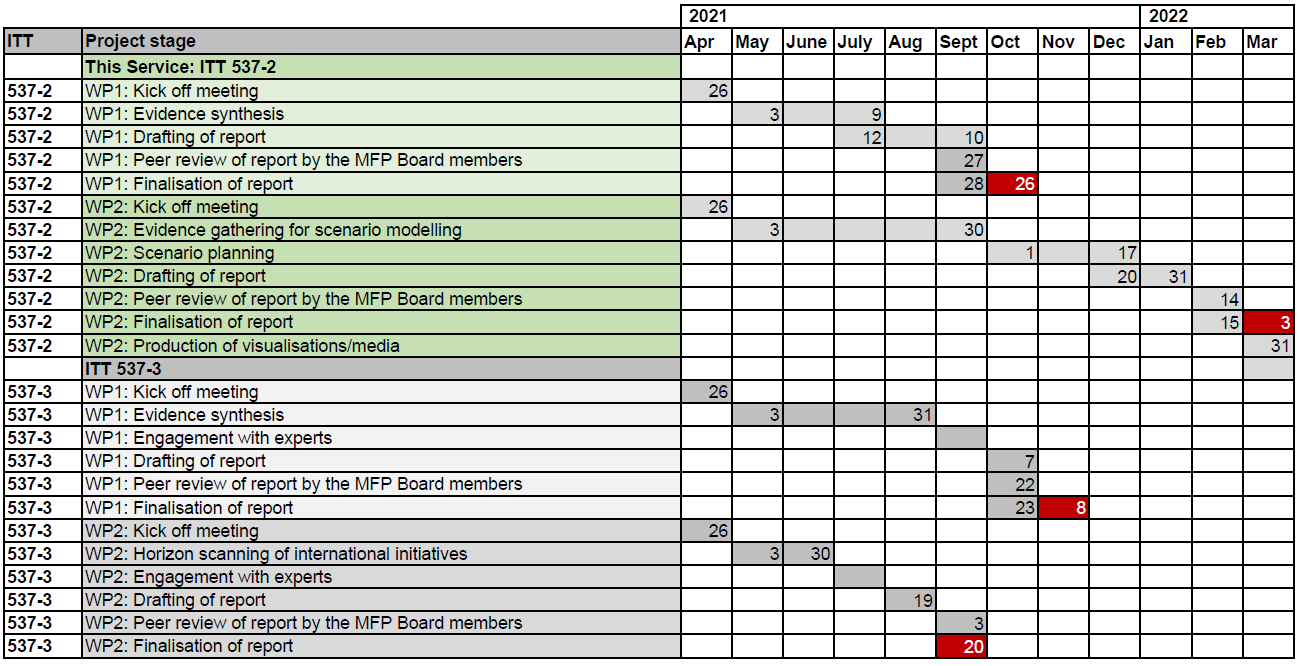 2021 2022
ITT Project stage Apr May June July Aug Sept Oct Nov Dec Jan Feb Mar
This Service: ITT 537-2
537-2 WP1: Kick off meeting 26
537-2 WP1: Evidence synthesis 3 9
537-2 WP1: Drafting of report 12 10
537-2 WP1: Peer review of report by the MFP Board members 27
537-2 WP1: Finalisation of report 28 26
537-2 WP2: Kick off meeting 26
537-2 WP2: Evidence gathering for scenario modelling 3 30
537-2 WP2: Scenario planning 1 17
537-2 WP2: Drafting of report 20 31
537-2 WP2: Peer review of report by the MFP Board members 14
537-2 WP2: Finalisation of report 15 3
537-2 WP2: Production of visualisations/media 31
ITT 537-3
537-3 WP1: Kick off meeting 26
537-3 WP1: Evidence synthesis 3 31
537-3 WP1: Engagement with experts
537-3 WP1: Drafting of report 7
537-3 WP1: Peer review of report by the MFP Board members 22
537-3 WP1: Finalisation of report 23 8
537-3 WP2: Kick off meeting 26
537-3 WP2: Horizon scanning of international initiatives 3 30
537-3 WP2: Engagement with experts
537-3 WP2: Drafting of report 19
537-3 WP2: Peer review of report by the MFP Board members 3
537-3 WP2: Finalisation of report 20